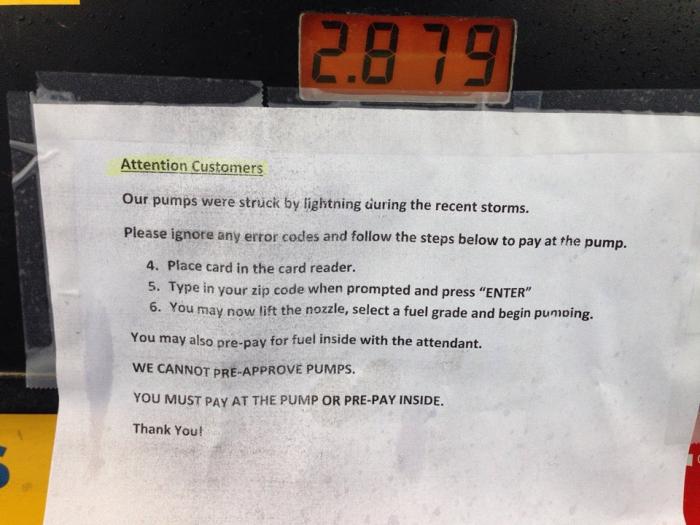 2.879
Attention Customers
Our pumps were struck by lightning during the recent storms.
Please ignore any error codes and follow the steps below to pay at the pump.
4. Place card in the card reader.
5. Type in your zip code when prompted and press “ENTER”
6. You may now lift the nozzle, select a fuel grade and begin pumping.
You may also pre-pay for fuel inside with the attendant.
WE CANNOT PRE-APPROVE PUMPS.
YOU MUST PAY AT THE PUMP OR PRE-PAY INSIDE.
Thank You!